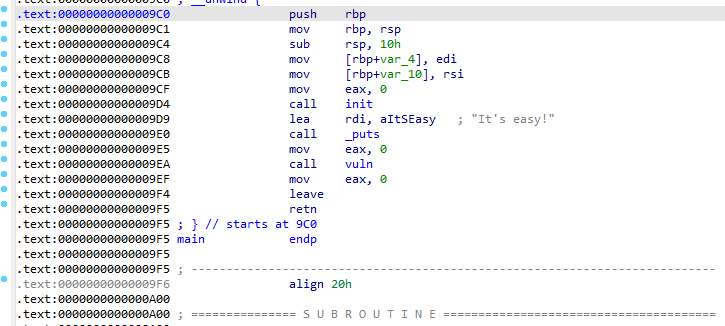 .text:00000000000009C0 ; __unwind {
.text:00000000000009C0 push rbp
.text:00000000000009C1 mov rbp, rsp
.text:00000000000009C4 sub rsp, 10h
.text:00000000000009C8 mov [rbp+var_4], edi
.text:00000000000009CB mov [rbp+var_10], rsi
.text:00000000000009CF mov eax, 0
.text:00000000000009D4 call init
.text:00000000000009D9 lea rdi, aItSEasy ; "It's easy!"
.text:00000000000009E0 call _puts
.text:00000000000009E5 mov eax, 0
.text:00000000000009EA call vuln
.text:00000000000009EF mov eax, 0
.text:00000000000009F4 leave
.text:00000000000009F5 retn
.text:00000000000009F5 ; } // starts at 9C0
.text:00000000000009F5 main endp
.text:00000000000009F5
.text:00000000000009F5 ; ---------------------------------------------------------------------------
.text:00000000000009F6 align 20h
.text:0000000000000A00
.text:0000000000000A00 ; =============== S U B R O U T I N E =======================================